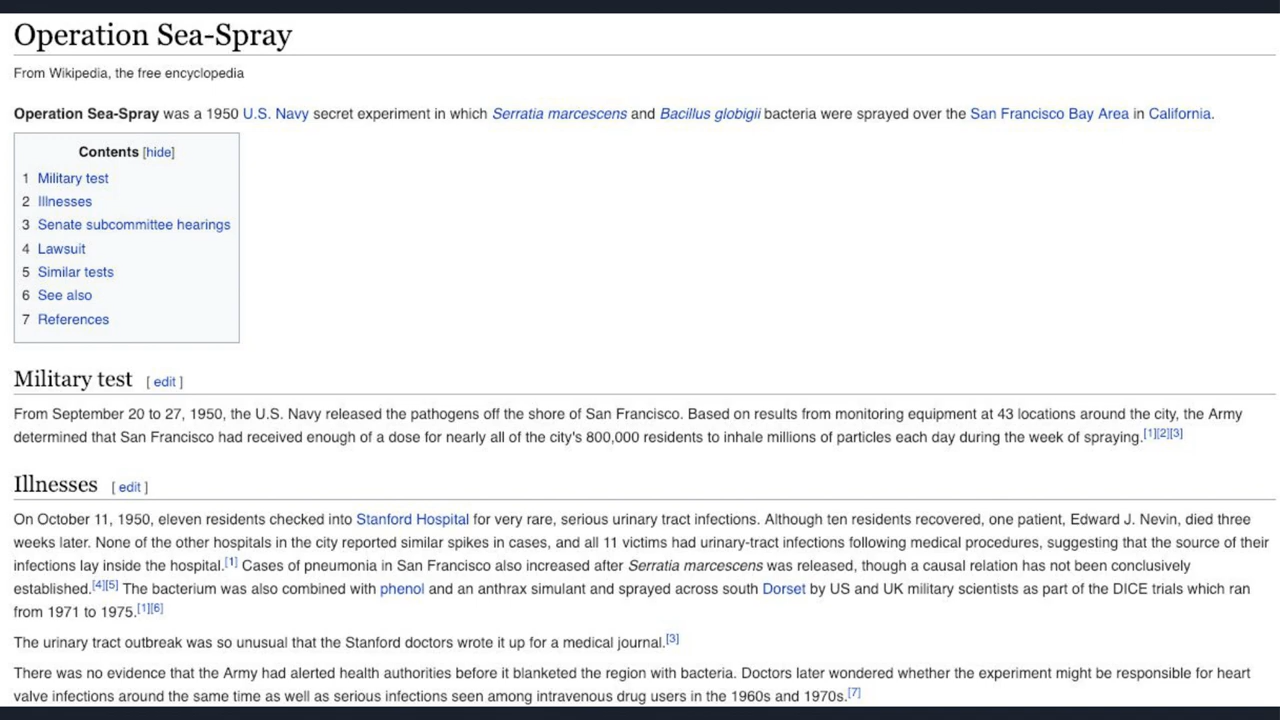 Operation Sea-Spray
From Wikipedia, the free encyclopedia
Operation Sea-Spray was a 1950 U.S. Navy secret experiment in which Serratia marcescens and Bacillus globigii bacteria were sprayed over the San Francisco Bay Area in California.
Contents [hide]
1 Military test
2 Illnesses
3 Senate subcommittee hearings
4 Lawsuit
5 Similar tests
6 See also
7 References
Military test [ edit ]
From September 20 to 27, 1950, the U.S. Navy released the pathogens off the shore of San Francisco. Based on results from monitoring equipment at 43 locations around the city, the Army
determined that San Francisco had received enough of a dose for nearly all of the city's 800,000 residents to inhale millions of particles each day during the week of spraying.[1][2][3]
Illnesses [ edit ]
On October 11, 1950, eleven residents checked into Stanford Hospital for very rare, serious urinary tract infections. Although ten residents recovered, one patient, Edward J. Nevin, died three
weeks later. None of the other hospitals in the city reported similar spikes in cases, and all 11 victims had urinary-tract infections following medical procedures, suggesting that the source of their
infections lay inside the hospital.[1] Cases of pneumonia in San Francisco also increased after Serratia marcescens was released, though a causal relation has not been conclusively
established.[4][5] The bacterium was also combined with phenol and an anthrax simulant and sprayed across south Dorset by US and UK military scientists as part of the DICE trials which ran
from 1971 to 1975.[1][6]
The urinary tract outbreak was so unusual that the Stanford doctors wrote it up for a medical journal.[3]
There was no evidence that the Army had alerted health authorities before it blanketed the region with bacteria. Doctors later wondered whether the experiment might be responsible for heart
valve infections around the same time as well as serious infections seen among intravenous drug users in the 1960s and 1970s.[7]